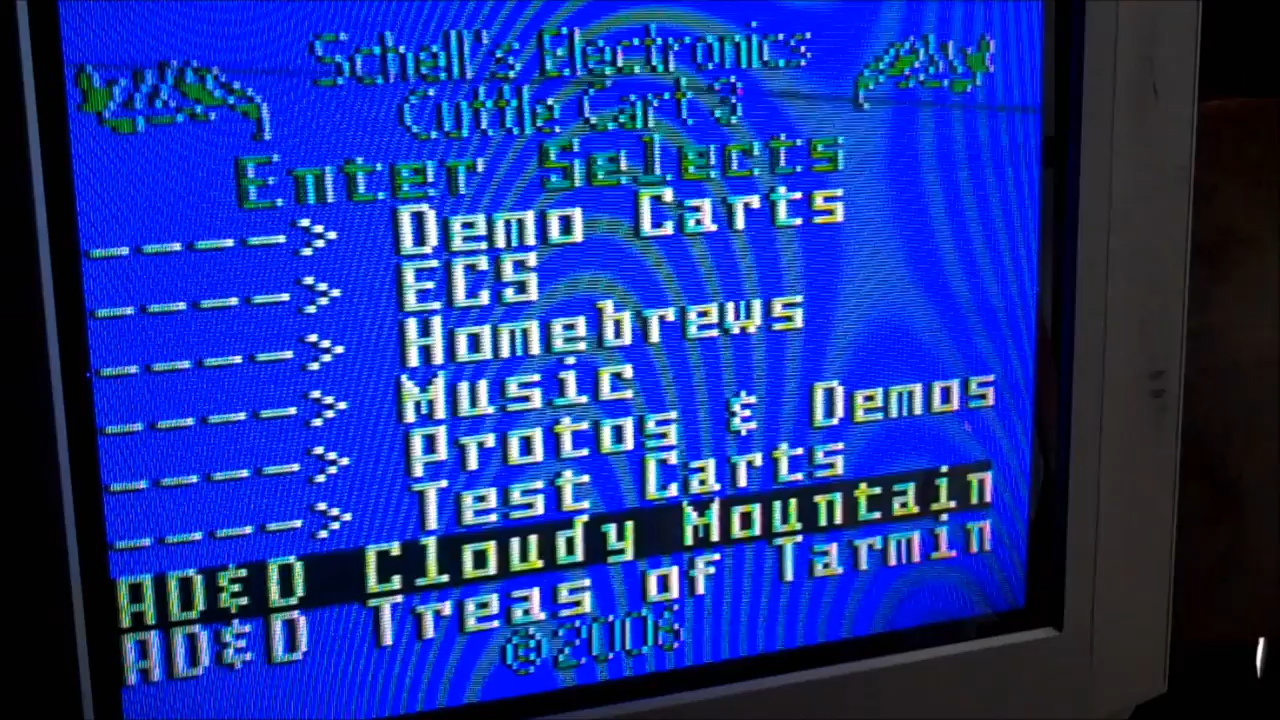 Schell's Electronics
Cuttle Cart 3
Enter Selects
----> Demo Carts
----> ECS
----> Homebrews
----> Music
----> Protos & Demos
----> Test Carts
AD&D Cloudy Mountain
AD&D Treas of Tarmin
©2008